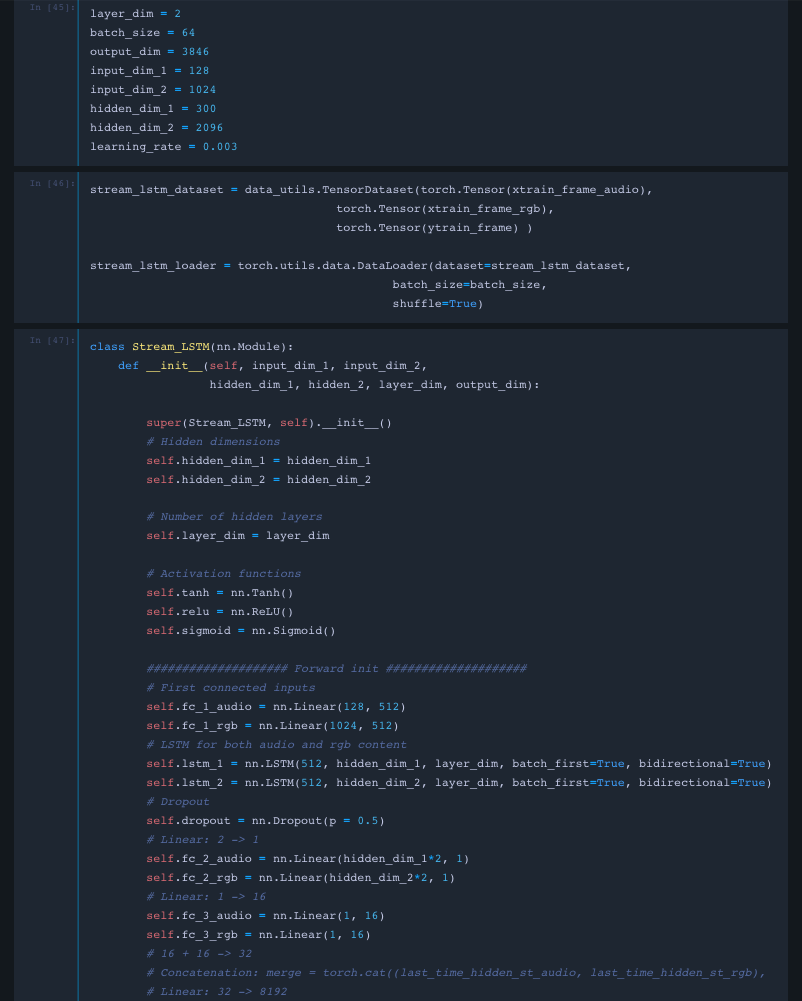 In [45]:
layer_dim = 2
batch_size = 64
output_dim = 3846
input_dim_1 = 128
input_dim_2 = 1024
hidden_dim_1 = 300
hidden_dim_2 = 2096
learning_rate = 0.003
In [46]:
stream_lstm_dataset = data_utils.TensorDataset(torch.Tensor(xtrain_frame_audio),
                                   torch.Tensor(xtrain_frame_rgb),
                                   torch.Tensor(ytrain_frame) )
stream_lstm_loader = torch.utils.data.DataLoader(dataset=stream_lstm_dataset,
                                           batch_size=batch_size,
                                           shuffle=True)
In [47]:
class Stream_LSTM(nn.Module):
    def __init__(self, input_dim_1, input_dim_2,
                 hidden_dim_1, hidden_2, layer_dim, output_dim):
        super(Stream_LSTM, self).__init__()
        # Hidden dimensions
        self.hidden_dim_1 = hidden_dim_1
        self.hidden_dim_2 = hidden_dim_2
        # Number of hidden layers
        self.layer_dim = layer_dim
        # Activation functions
        self.tanh = nn.Tanh()
        self.relu = nn.ReLU()
        self.sigmoid = nn.Sigmoid()
        #################### Forward init ####################
        # First connected inputs
        self.fc_1_audio = nn.Linear(128, 512)
        self.fc_1_rgb = nn.Linear(1024, 512)
        # LSTM for both audio and rgb content
        self.lstm_1 = nn.LSTM(512, hidden_dim_1, layer_dim, batch_first=True, bidirectional=True)
        self.lstm_2 = nn.LSTM(512, hidden_dim_2, layer_dim, batch_first=True, bidirectional=True)
        # Dropout
        self.dropout = nn.Dropout(p = 0.5)
        # Linear: 2 -> 1
        self.fc_2_audio = nn.Linear(hidden_dim_1*2, 1)
        self.fc_2_rgb = nn.Linear(hidden_dim_2*2, 1)
        # Linear: 1 -> 16
        self.fc_3_audio = nn.Linear(1, 16)
        self.fc_3_rgb = nn.Linear(1, 16)
        # 16 + 16 -> 32
        # Concatenation: merge = torch.cat((last_time_hidden_st_audio, last_time_hidden_st_rgb),
        # Linear: 32 -> 8192